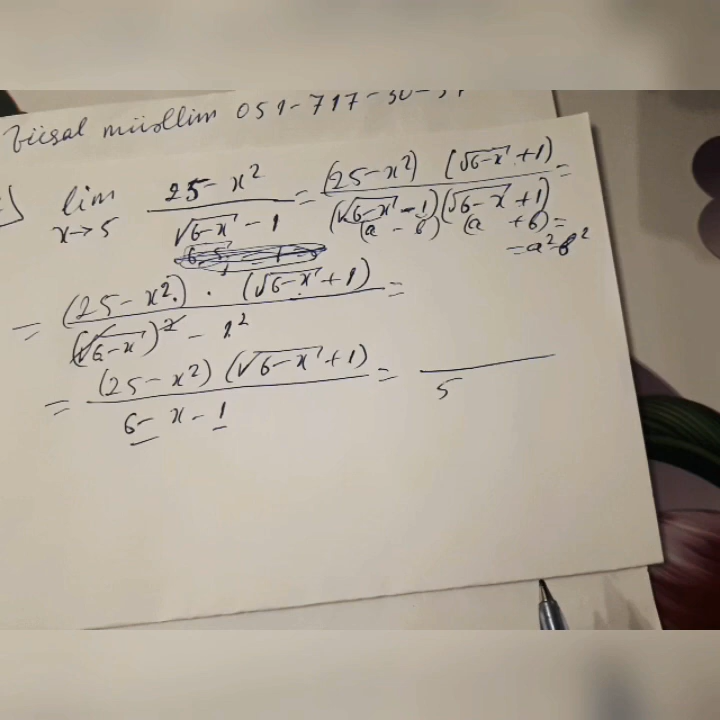 müəllim 051-717-50-
lim x→5 25-x² / √6-x - 1 = (25-x²) (√6-x + 1) / (√6-x - 1)(√6-x + 1) =
(a - b) (a + b) =
= a²-b²
= (25-x²) · (√6-x + 1) / (√6-x)² - 1² =
= (25-x²) (√6-x + 1) / 6-x-1 = / 5